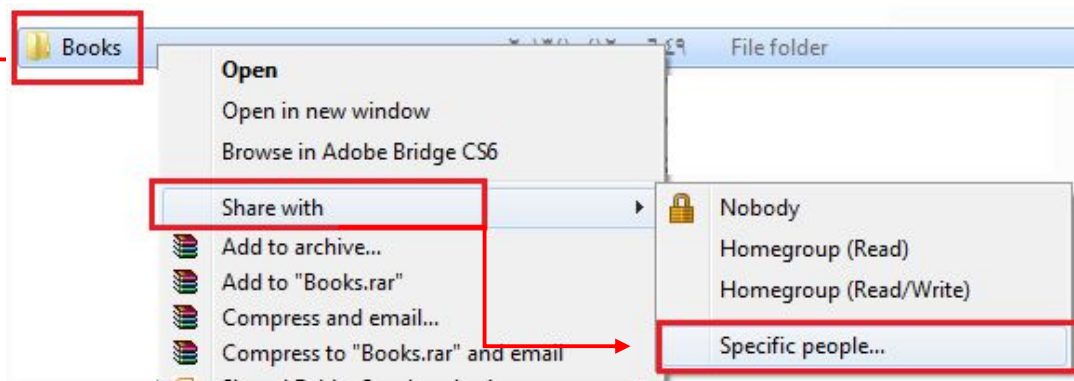 Books
File folder
Open
Open in new window
Browse in Adobe Bridge CS6
Share with
Nobody
Add to archive...
Homegroup (Read)
Add to "Books.rar"
Homegroup (Read/Write)
Compress and email...
Specific people...
Compress to "Books.rar" and email